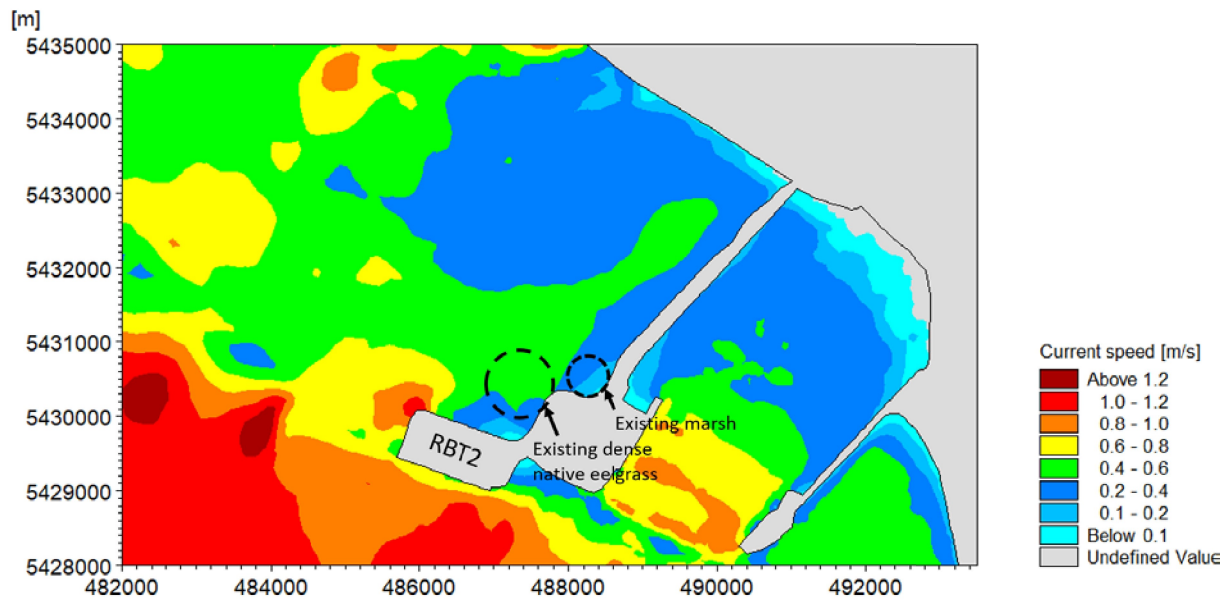 [m]
5435000
5434000
5433000
5432000
5431000
5430000
5429000
5428000
482000 484000 486000 488000 490000 492000
RBT2
Existing marsh
Existing dense
native eelgrass
Current speed [m/s]
Above 1.2
1.0 - 1.2
0.8 - 1.0
0.6 - 0.8
0.4 - 0.6
0.2 - 0.4
0.1 - 0.2
Below 0.1
Undefined Value